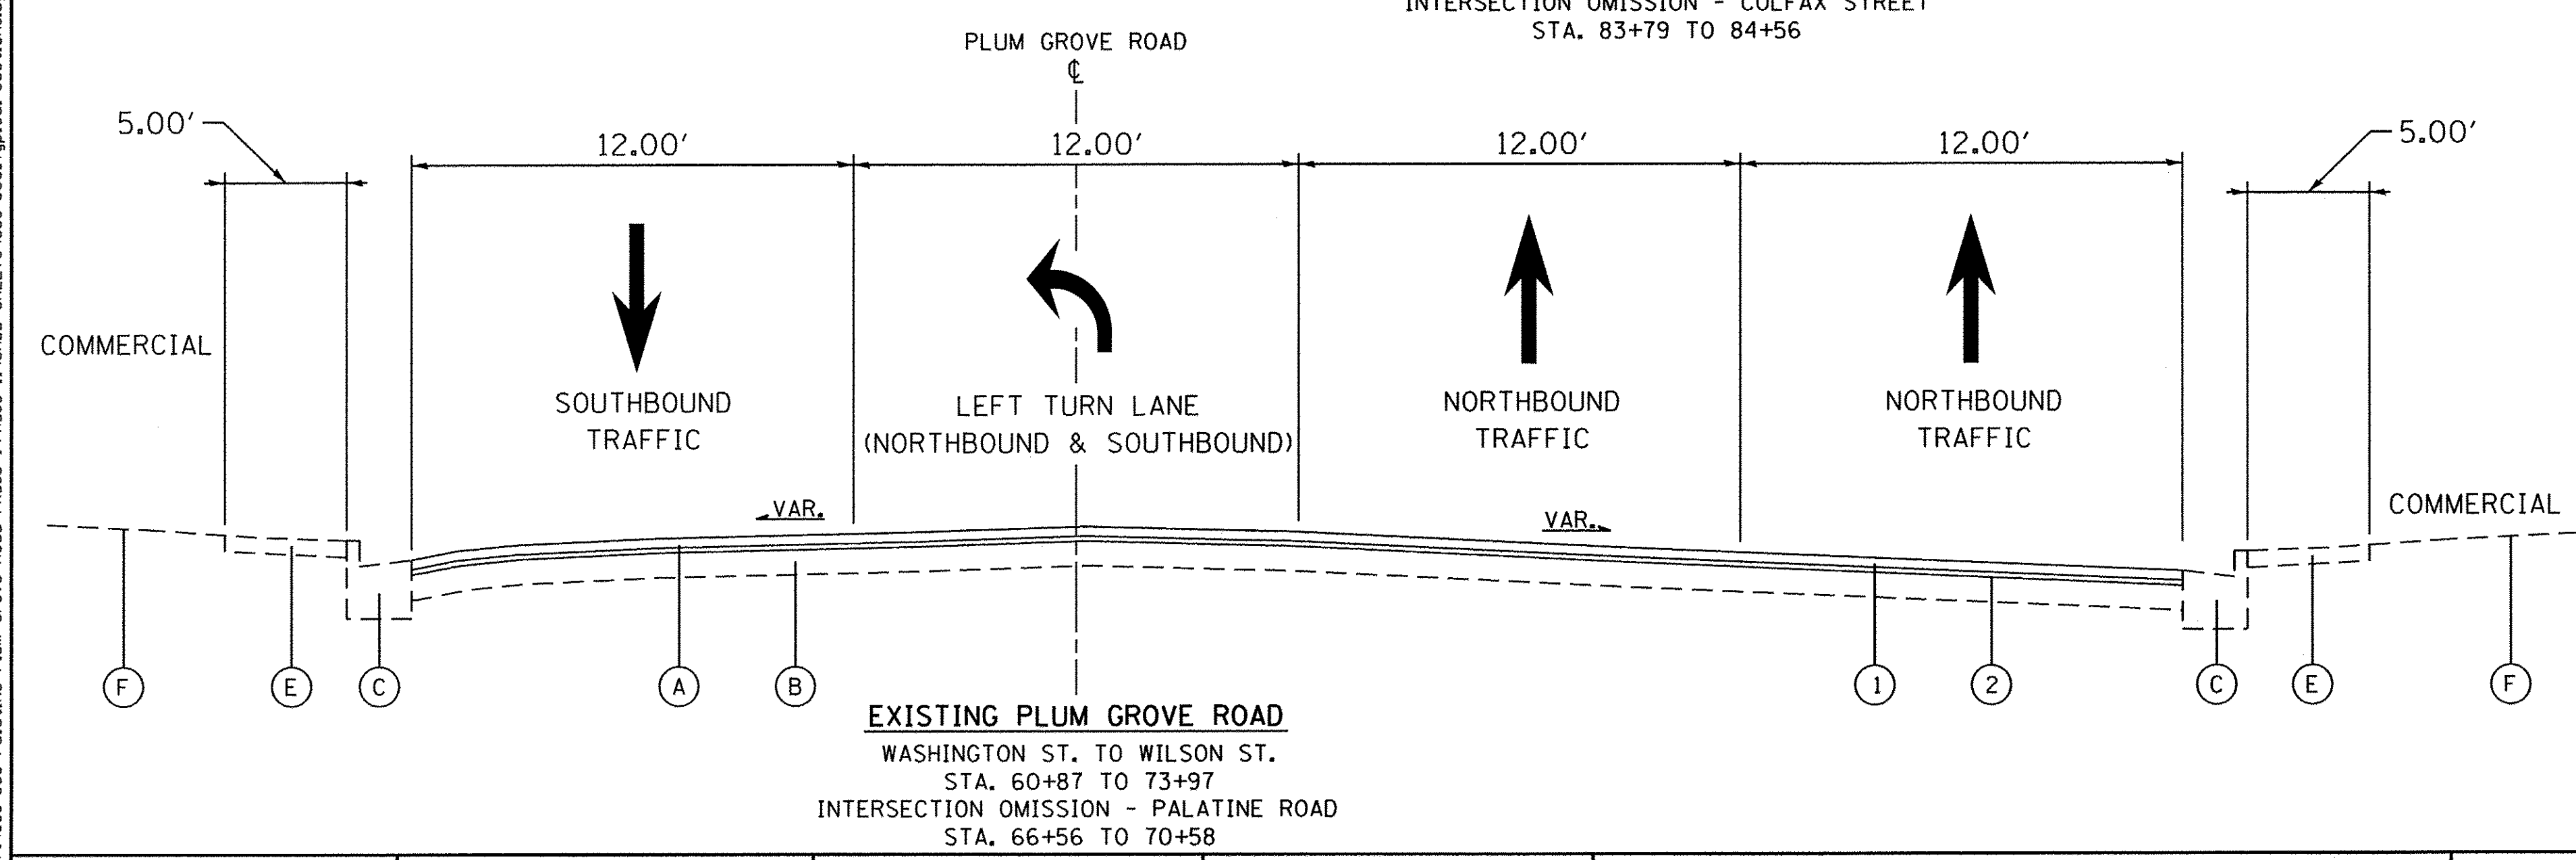 INTERSECTION OMISSION - COLFAX STREET
STA. 83+79 TO 84+56
PLUM GROVE ROAD
℄
5.00' 12.00' 12.00' 12.00' 12.00' 5.00'
COMMERCIAL
SOUTHBOUND
TRAFFIC
LEFT TURN LANE
(NORTHBOUND & SOUTHBOUND)
NORTHBOUND
TRAFFIC
NORTHBOUND
TRAFFIC
COMMERCIAL
VAR. VAR.
F E C A B 1 2 C E F
EXISTING PLUM GROVE ROAD
WASHINGTON ST. TO WILSON ST.
STA. 60+87 TO 73+97
INTERSECTION OMISSION - PALATINE ROAD
STA. 66+56 TO 70+58